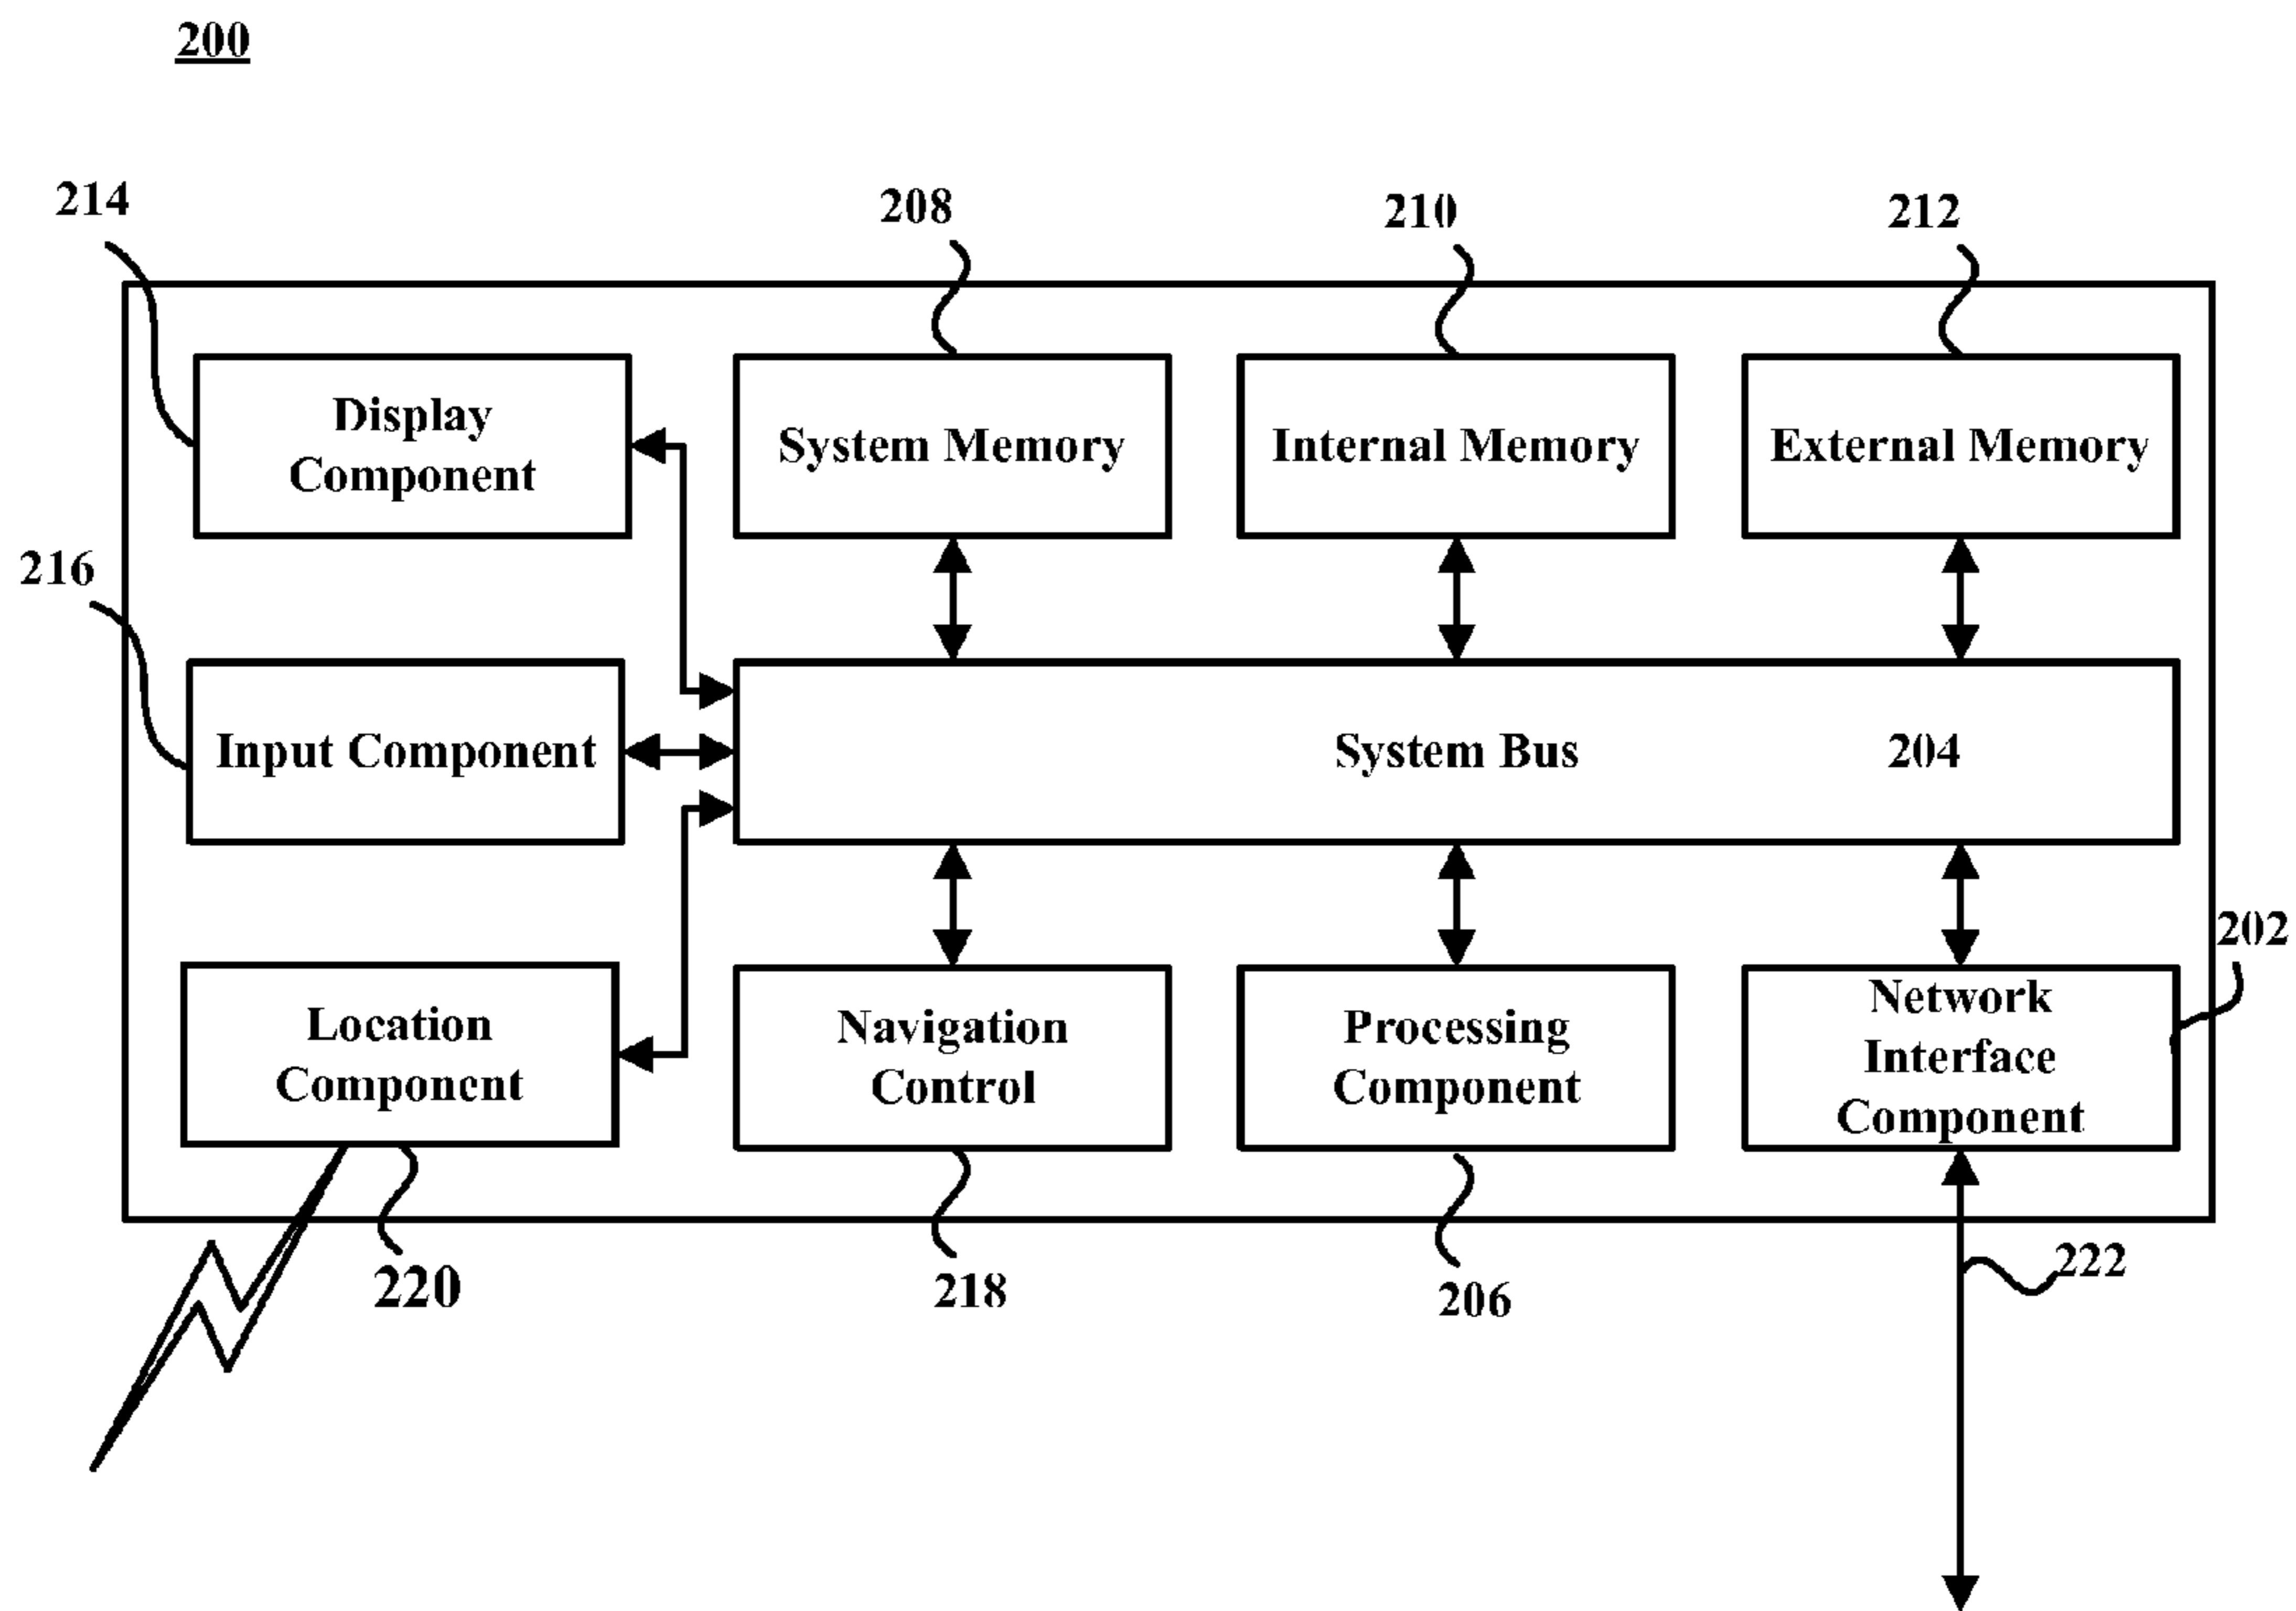 200
214
208
210
212
Display
Component
System Memory
Internal Memory
External Memory
216
Input Component
System Bus
204
202
Location
Component
Navigation
Control
Processing
Component
Network
Interface
Component
220
218
206
222